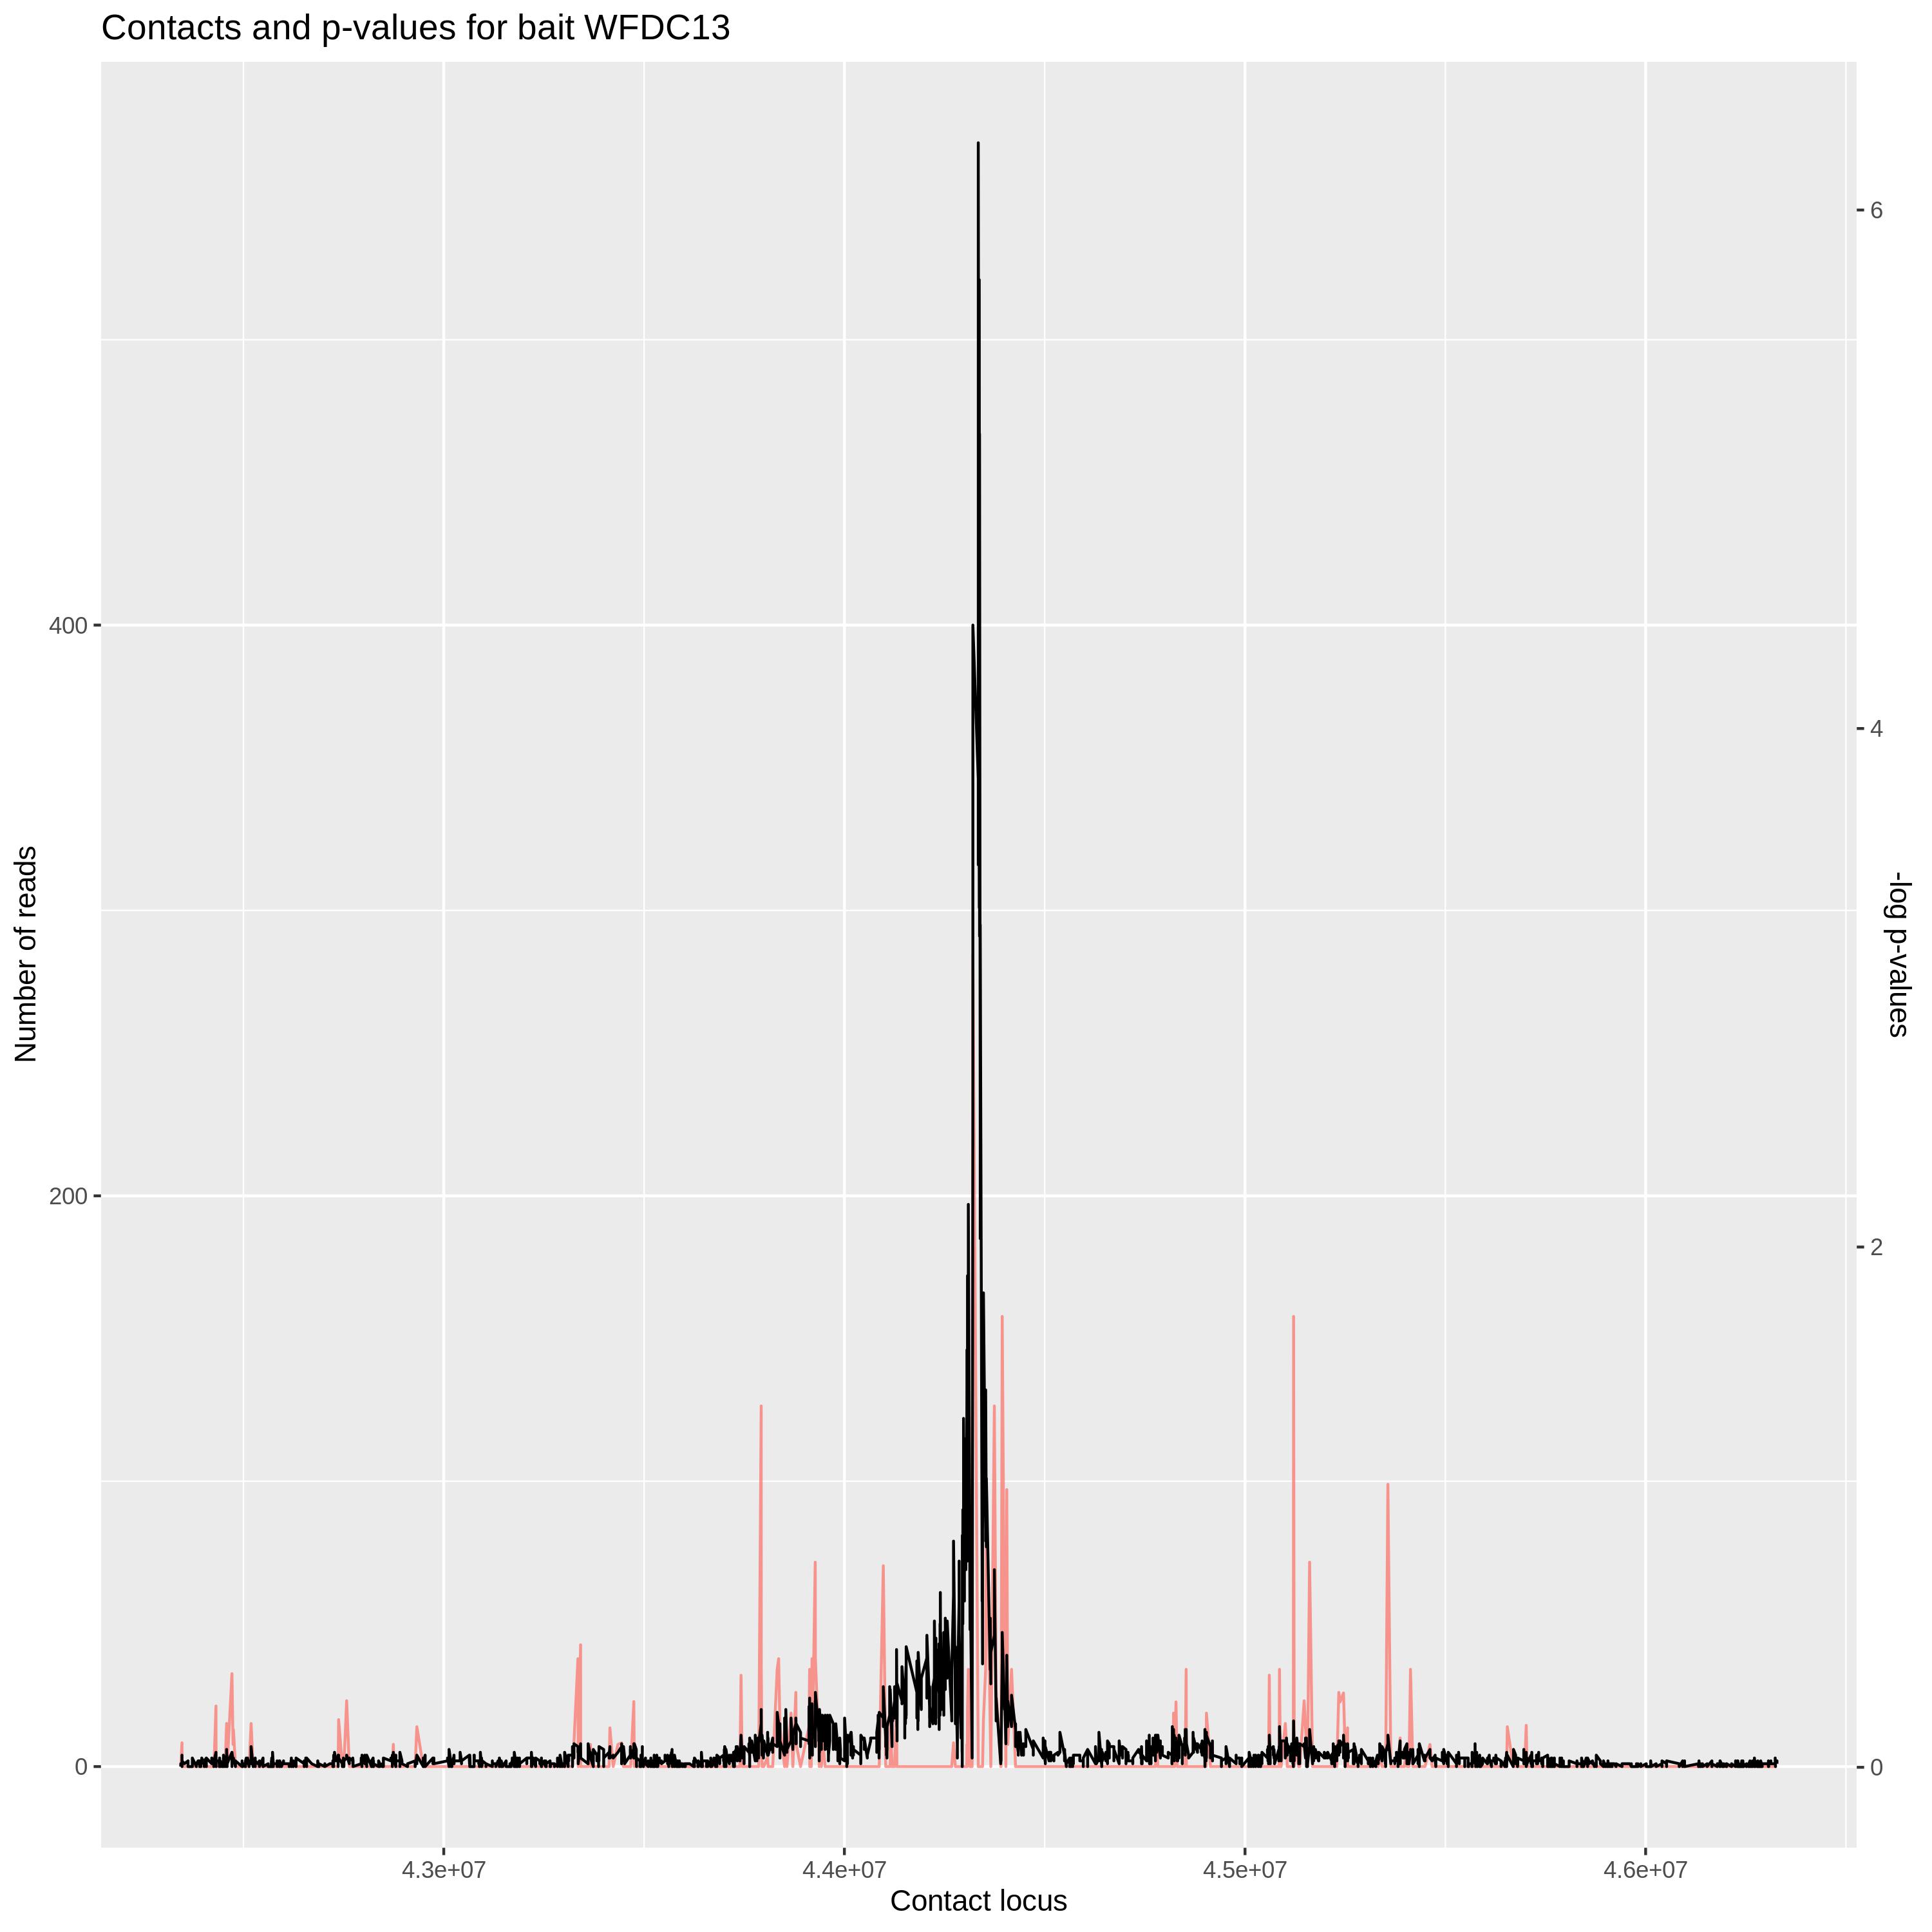 Contacts and p-values for bait WFDC13
6
400
4
Number of reads
-log p-values
200
2
0
0
4.3e+07
4.4e+07
4.5e+07
4.6e+07
Contact locus